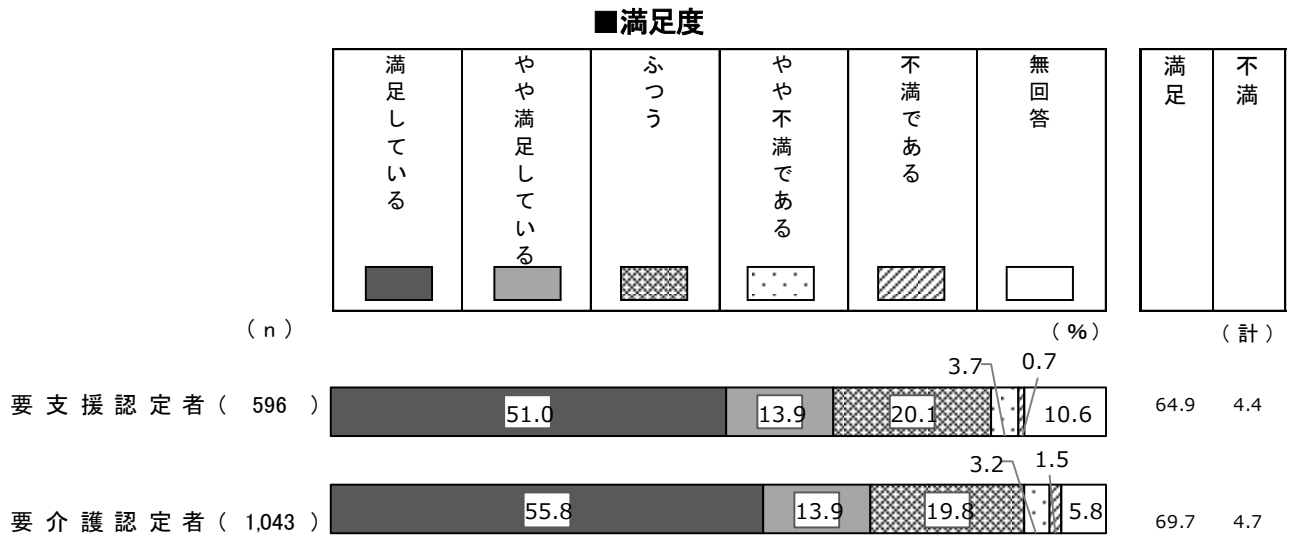 ■満足度
満足している
やや満足している
ふつう
やや不満である
不満である
無回答
満足
不満
（n）
（%）
（計）
3.7
0.7
要支援認定者（ 596 ）
51.0
13.9
20.1
10.6
64.9
4.4
3.2
1.5
要介護認定者（ 1,043 ）
55.8
13.9
19.8
5.8
69.7
4.7